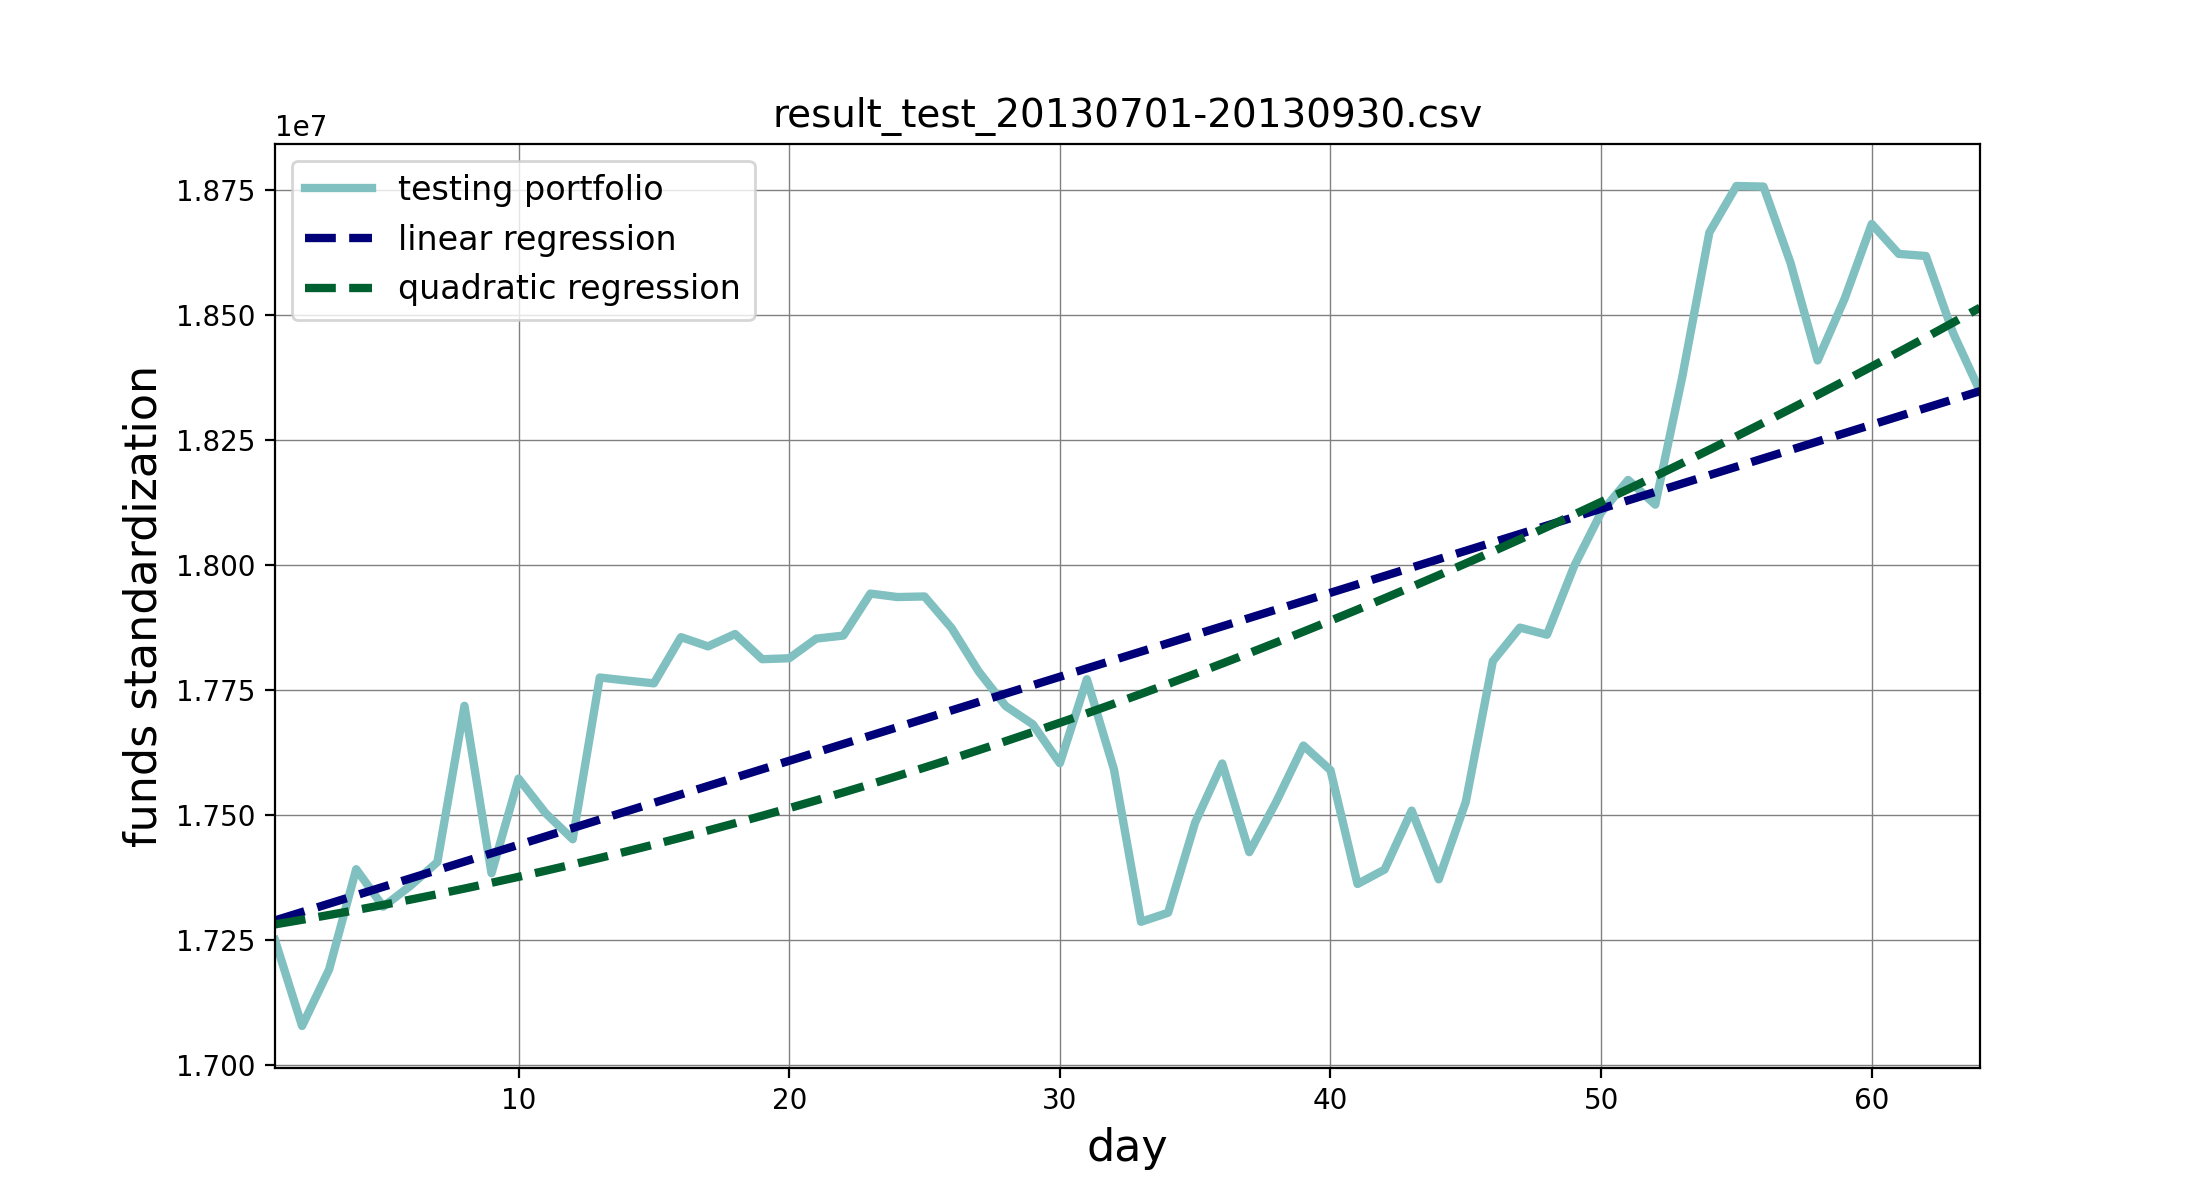 result_test_20130701-20130930.csv
1e7
testing portfolio
linear regression
quadratic regression
1.875
1.850
1.825
1.800
1.775
1.750
1.725
1.700
funds standardization
10 20 30 40 50 60
day